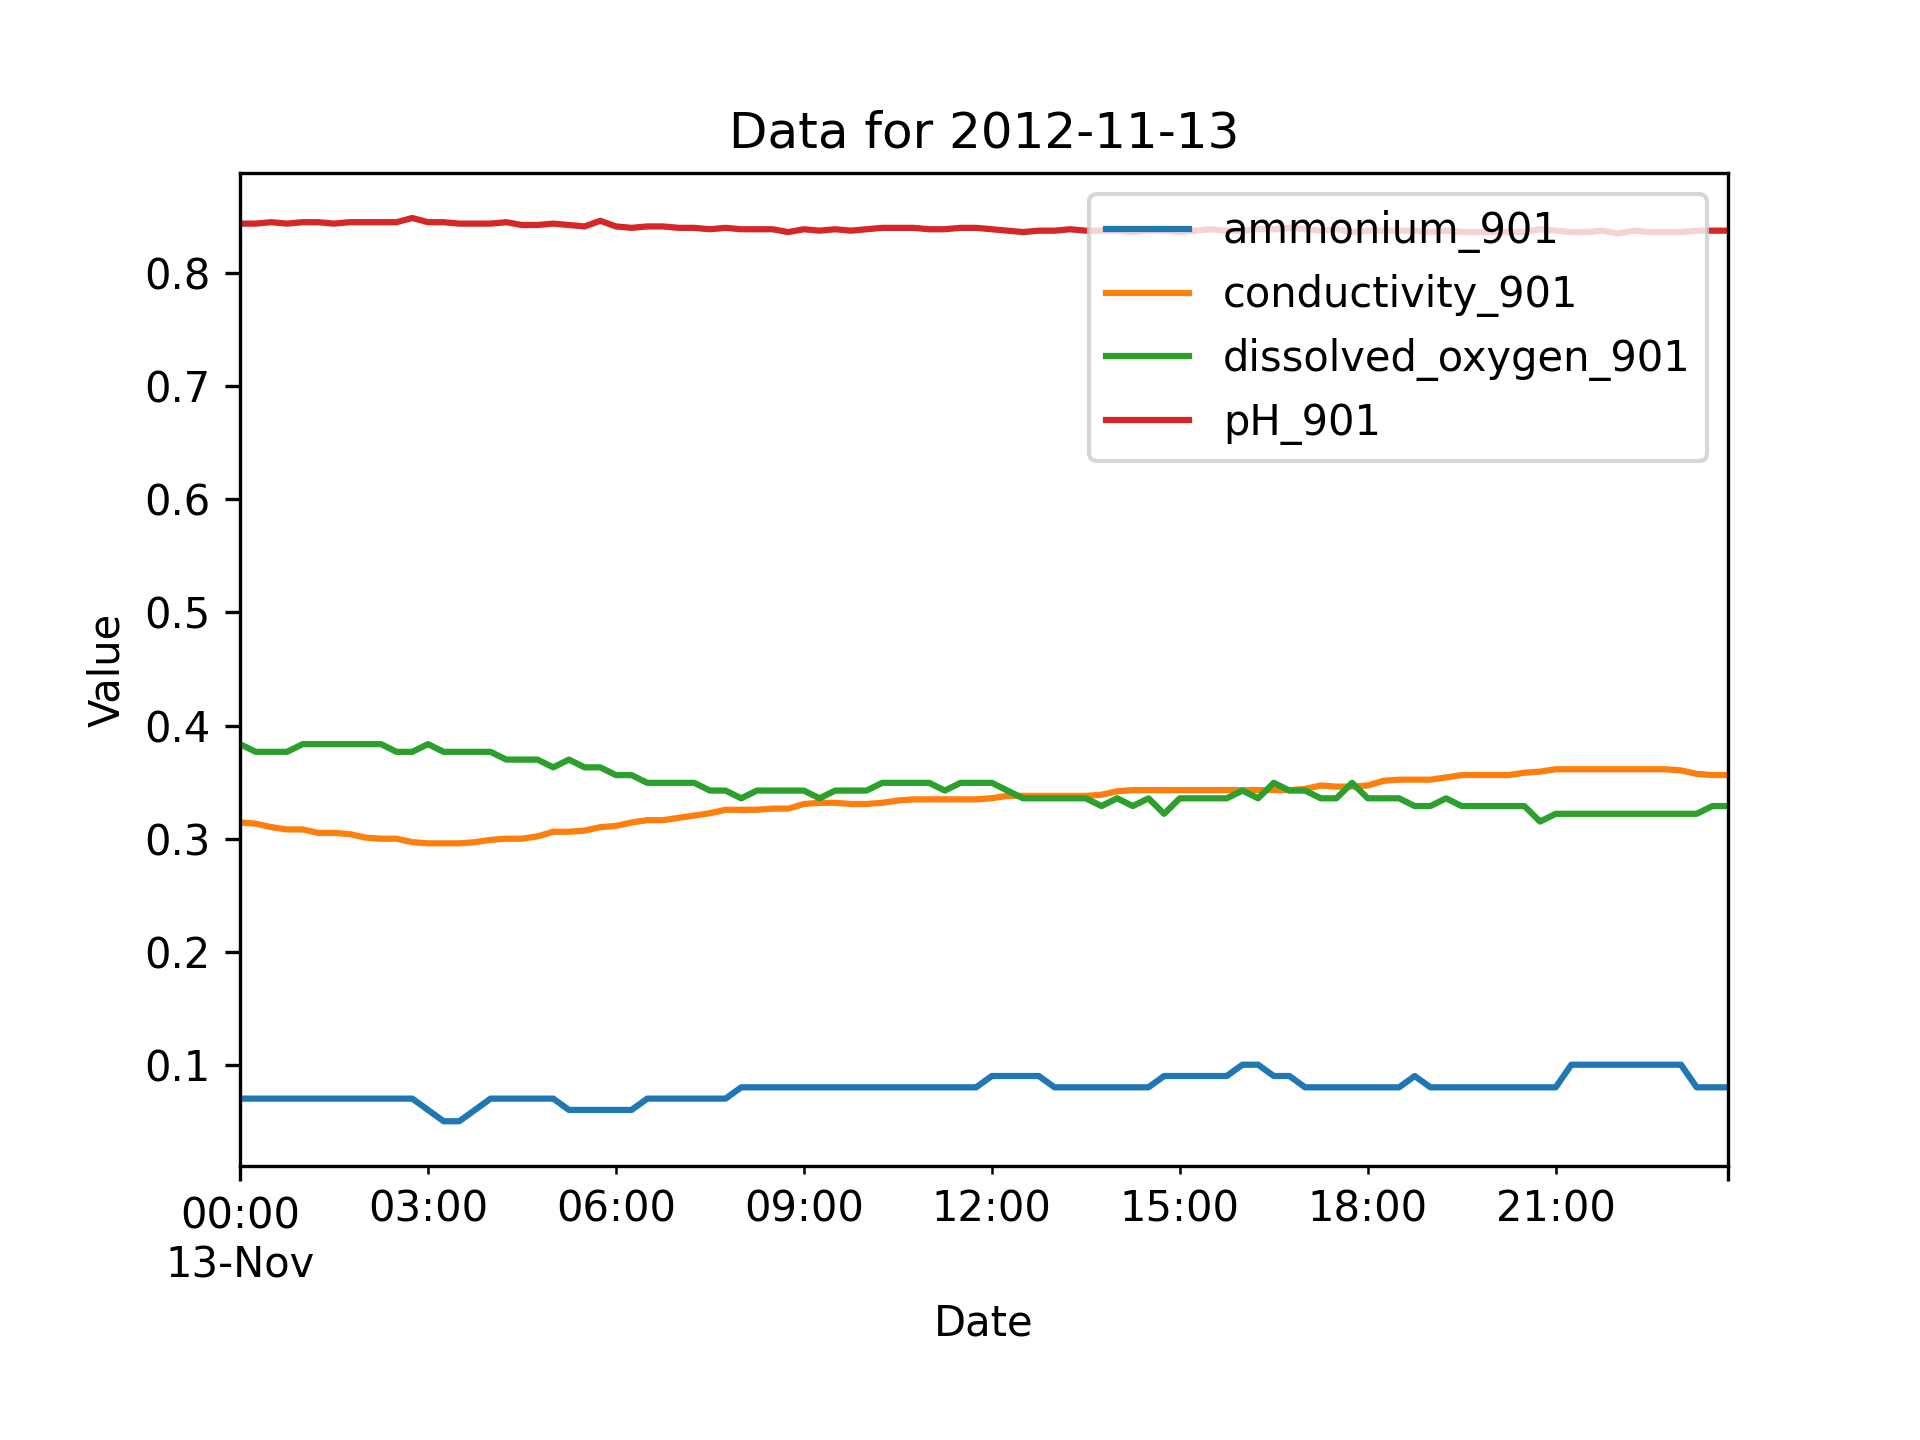 Data for 2012-11-13
ammonium_901
conductivity_901
dissolved_oxygen_901
pH_901
Value
0.8
0.7
0.6
0.5
0.4
0.3
0.2
0.1
00:00 03:00 06:00 09:00 12:00 15:00 18:00 21:00
13-Nov
Date